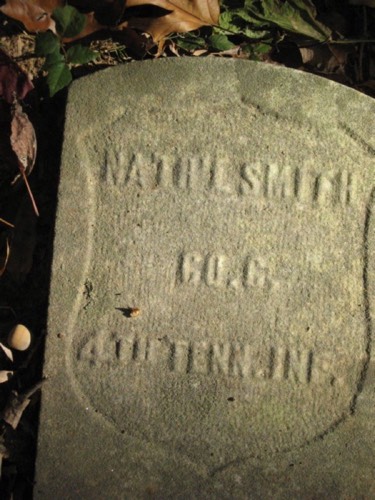 NATH'L SMITH
CO. C.
4TH TENN. INF.